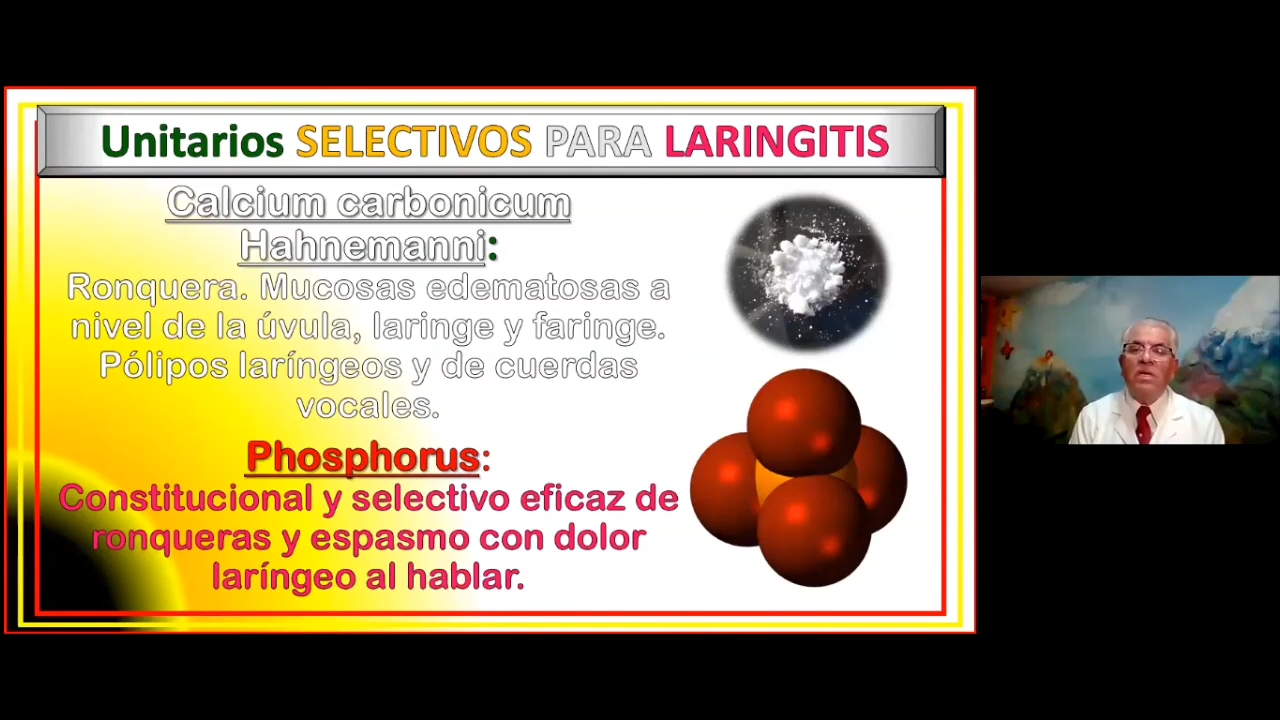 Unitarios SELECTIVOS PARA LARINGITIS
Calcium carbonicum
Hahnemanni:
Ronquera. Mucosas edematosas a
nivel de la úvula, laringe y faringe.
Pólipos laríngeos y de cuerdas
vocales.
Phosphorus:
Constitucional y selectivo eficaz de
ronqueras y espasmo con dolor
laríngeo al hablar.